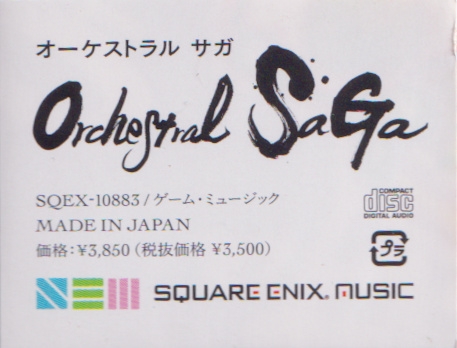 オーケストラル サガ
Orchestral SaGa
SQEX-10883/ゲーム・ミュージック
COMPACT
disc
DIGITAL AUDIO
MADE IN JAPAN
価格:¥3,850(税抜価格 ¥3,500)
プラ
SQUARE ENIX® MUSIC